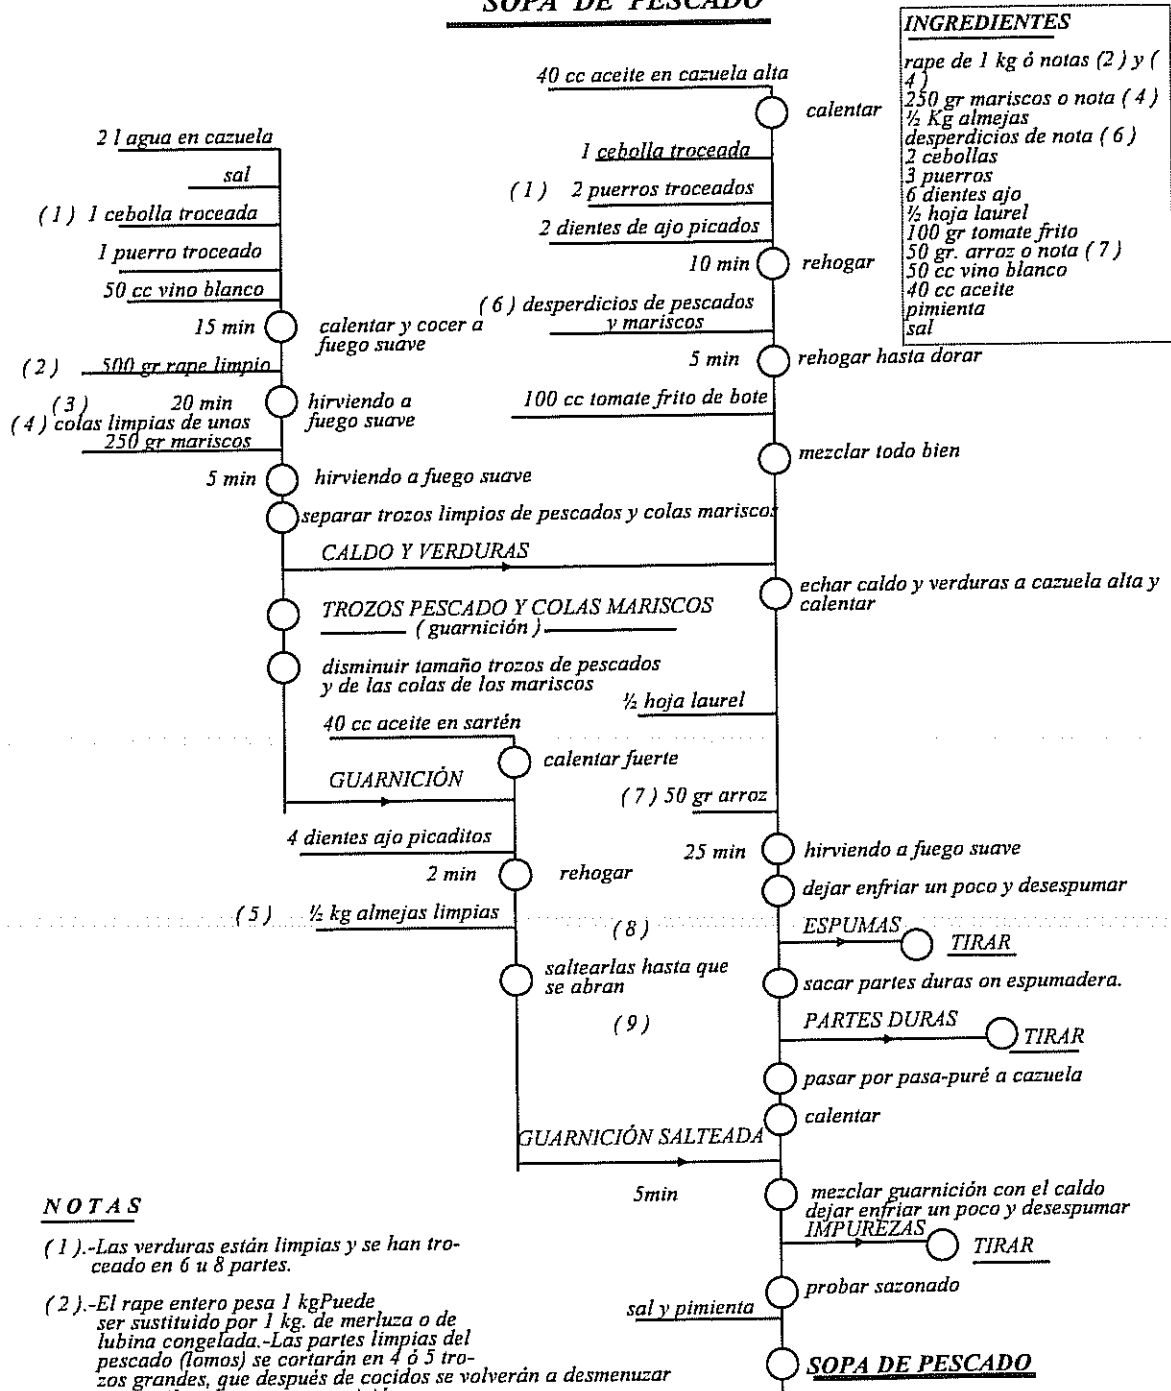 SOPA DE PESCADO
INGREDIENTES
rape de 1 kg ó notas (2 ) y (
4 )
250 gr mariscos o nota ( 4 )
½ Kg almejas
desperdicios de nota ( 6 )
2 cebollas
3 puerros
6 dientes ajo
½ hoja laurel
100 gr tomate frito
50 gr. arroz o nota ( 7 )
50 cc vino blanco
40 cc aceite
pimienta
sal
2 l agua en cazuela
sal
( 1 ) 1 cebolla troceada
1 puerro troceado
50 cc vino blanco
15 min
calentar y cocer a
fuego suave
( 2 ) 500 gr rape limpio
( 3 ) 20 min
hirviendo a
fuego suave
( 4 ) colas limpias de unos
250 gr mariscos
5 min
hirviendo a fuego suave
separar trozos limpios de pescados y colas mariscos
CALDO Y VERDURAS
TROZOS PESCADO Y COLAS MARISCOS
( guarnición )
disminuir tamaño trozos de pescados
y de las colas de los mariscos
GUARNICIÓN
40 cc aceite en sartén
calentar fuerte
4 dientes ajo picaditos
2 min
rehogar
( 5 ) ½ kg almejas limpias
( 8 )
saltearlas hasta que
se abran
( 9 )
GUARNICIÓN SALTEADA
40 cc aceite en cazuela alta
calentar
1 cebolla troceada
( 1 ) 2 puerros troceados
2 dientes de ajo picados
10 min
rehogar
( 6 ) desperdicios de pescados
y mariscos
5 min
rehogar hasta dorar
100 cc tomate frito de bote
mezclar todo bien
echar caldo y verduras a cazuela alta y
calentar
½ hoja laurel
( 7 ) 50 gr arroz
25 min
hirviendo a fuego suave
dejar enfriar un poco y desespumar
ESPUMAS
TIRAR
sacar partes duras on espumadera.
PARTES DURAS
TIRAR
pasar por pasa-puré a cazuela
calentar
5min
mezclar guarnición con el caldo
dejar enfriar un poco y desespumar
IMPUREZAS
TIRAR
probar sazonado
sal y pimienta
SOPA DE PESCADO
N O T A S
( 1 ).-Las verduras están limpias y se han tro-
ceado en 6 u 8 partes.
( 2 ).-El rape entero pesa 1 kgPuede
ser sustituido por 1 kg. de merluza o de
lubina congelada.-Las partes limpias del
pescado (lomos) se cortarán en 4 ó 5 tro-
zos grandes, que después de cocidos se volverán a desmenuzar